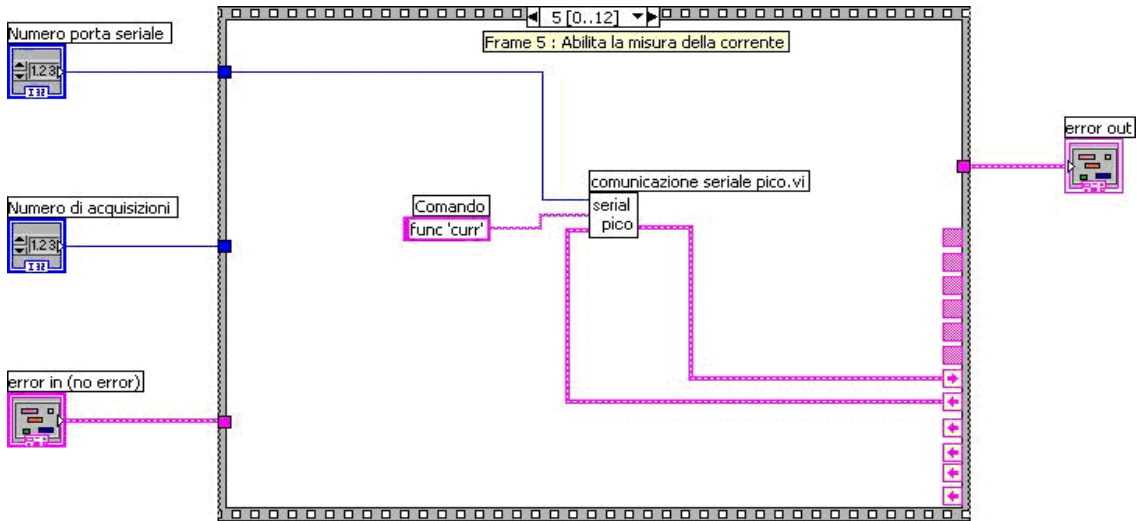 5 [0..12]
Numero porta seriale
Frame 5 : Abilita la misura della corrente
1.23
I32
error out
comunicazione seriale pico.vi
Comando
serial
func 'curr'
pico
Numero di acquisizioni
1.23
I32
error in (no error)